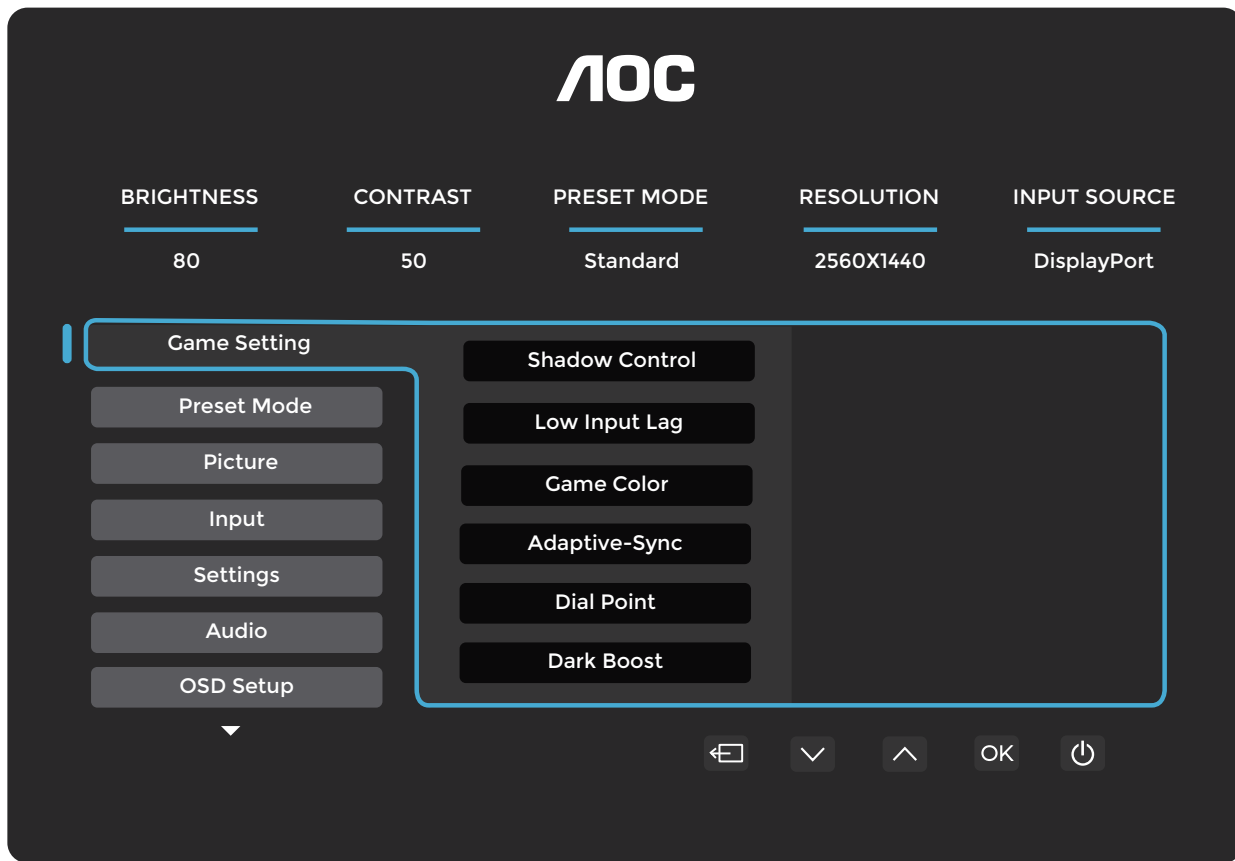 AOC
BRIGHTNESS CONTRAST PRESET MODE RESOLUTION INPUT SOURCE
80 50 Standard 2560X1440 DisplayPort
Game Setting
Preset Mode
Picture
Input
Settings
Audio
OSD Setup
Shadow Control
Low Input Lag
Game Color
Adaptive-Sync
Dial Point
Dark Boost
OK